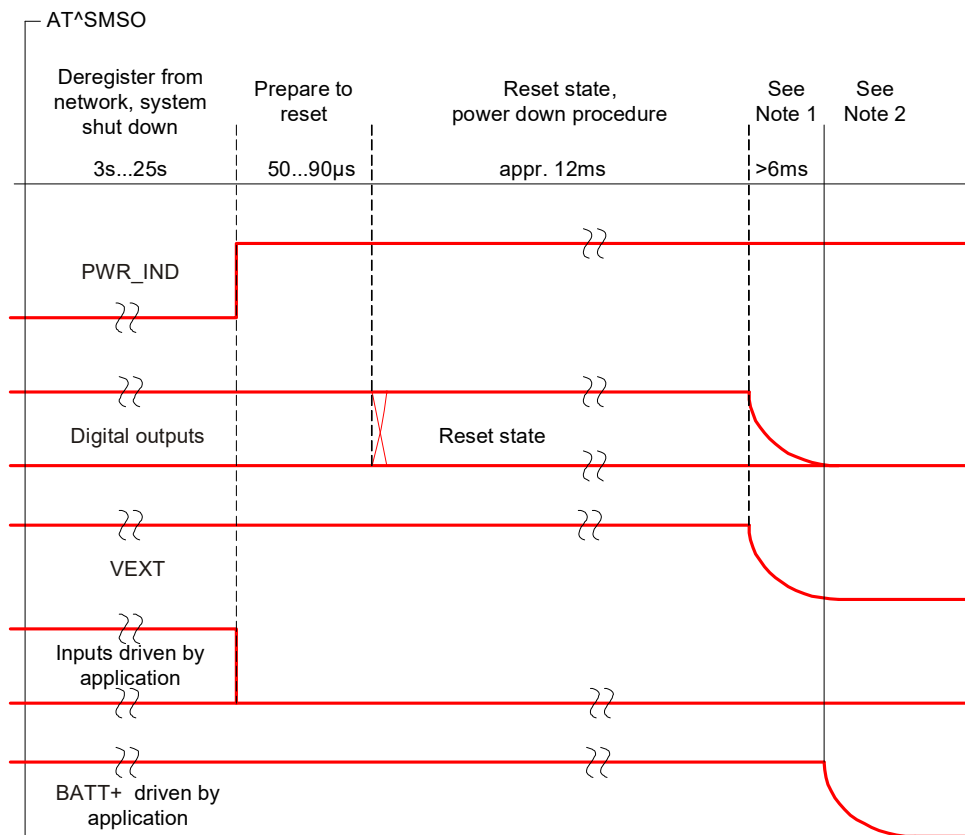 AT^SMSO
Deregister from
network, system
shut down
Prepare to
reset
Reset state,
power down procedure
See
Note 1
See
Note 2
3s...25s
50...90µs
appr. 12ms
>6ms
PWR_IND
Digital outputs
Reset state
VEXT
Inputs driven by
application
BATT+ driven by
application